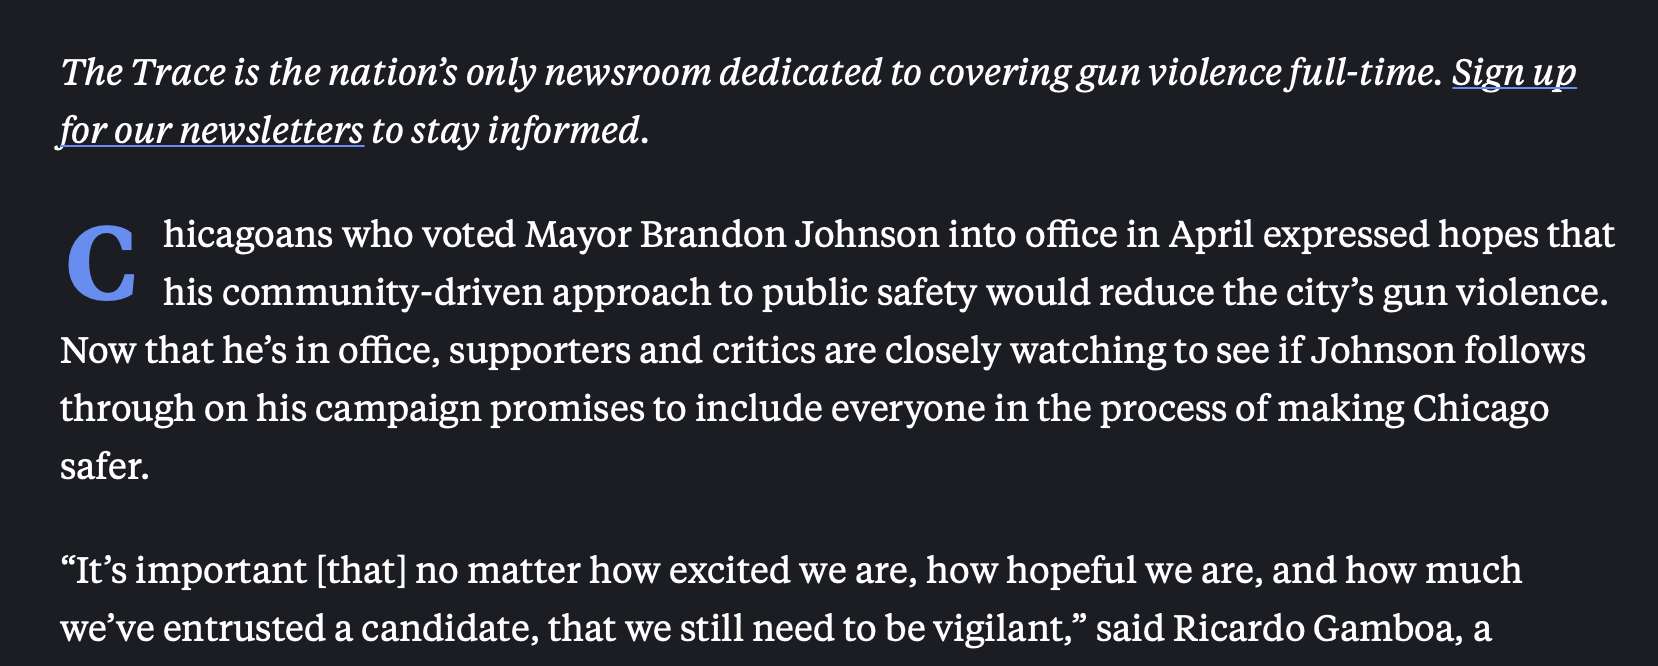 The Trace is the nation’s only newsroom dedicated to covering gun violence full-time. Sign up
for our newsletters to stay informed.
Chicagoans who voted Mayor Brandon Johnson into office in April expressed hopes that
his community-driven approach to public safety would reduce the city’s gun violence.
Now that he’s in office, supporters and critics are closely watching to see if Johnson follows
through on his campaign promises to include everyone in the process of making Chicago
safer.
“It’s important [that] no matter how excited we are, how hopeful we are, and how much
we’ve entrusted a candidate, that we still need to be vigilant,” said Ricardo Gamboa, a